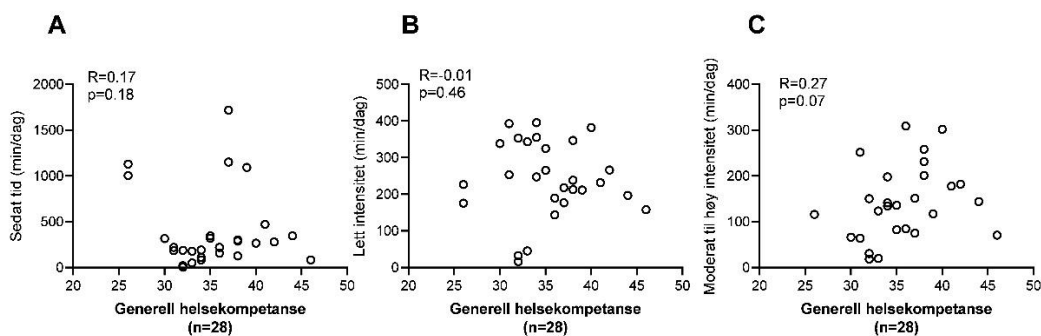 A
R=0.17
p=0.18
Sedat tid (min/dag)
2000
1500
1000
500
0
20 25 30 35 40 45 50
Generell helsekompetanse
(n=28)
B
R=-0.01
p=0.46
Lett intensitet (min/dag)
500
400
300
200
100
0
20 25 30 35 40 45 50
Generell helsekompetanse
(n=28)
C
R=0.27
p=0.07
Moderat til høy intensitet (min/dag)
400
300
200
100
0
20 25 30 35 40 45 50
Generell helsekompetanse
(n=28)